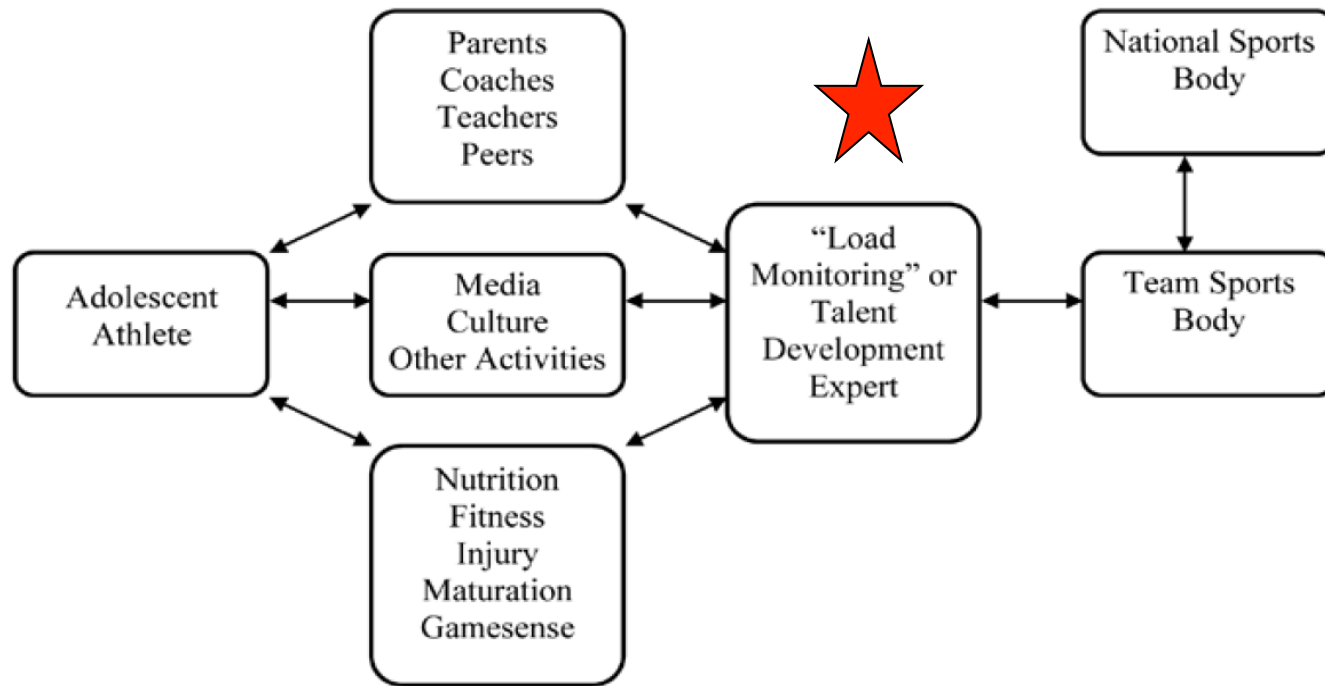 Parents
Coaches
Teachers
Peers
National Sports
Body
Adolescent
Athlete
Media
Culture
Other Activities
“Load
Monitoring” or
Talent
Development
Expert
Team Sports
Body
Nutrition
Fitness
Injury
Maturation
Gamesense